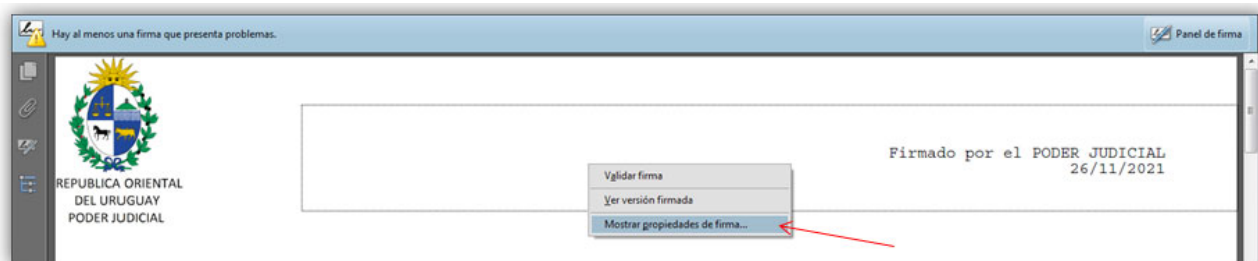 Hay al menos una firma que presenta problemas.
Panel de firma
REPUBLICA ORIENTAL
DEL URUGUAY
PODER JUDICIAL
Firmado por el PODER JUDICIAL
26/11/2021
Validar firma
Ver versión firmada
Mostrar propiedades de firma...